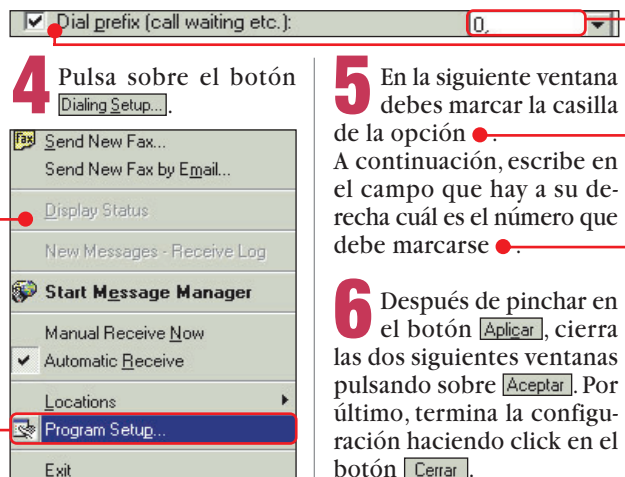 Dial prefix (call waiting etc.): 0,
4 Pulsa sobre el botón
Dialing Setup... .
Send New Fax...
Send New Fax by Email...
Display Status
New Messages - Receive Log
Start Message Manager
Manual Receive Now
Automatic Receive
Locations
Program Setup...
Exit
5 En la siguiente ventana
debes marcar la casilla
de la opción .
A continuación, escribe en
el campo que hay a su de-
recha cuál es el número que
debe marcarse .
6 Después de pinchar en
el botón Aplicar , cierra
las dos siguientes ventanas
pulsando sobre Aceptar . Por
último, termina la configu-
ración haciendo click en el
botón Cerrar .
Fax